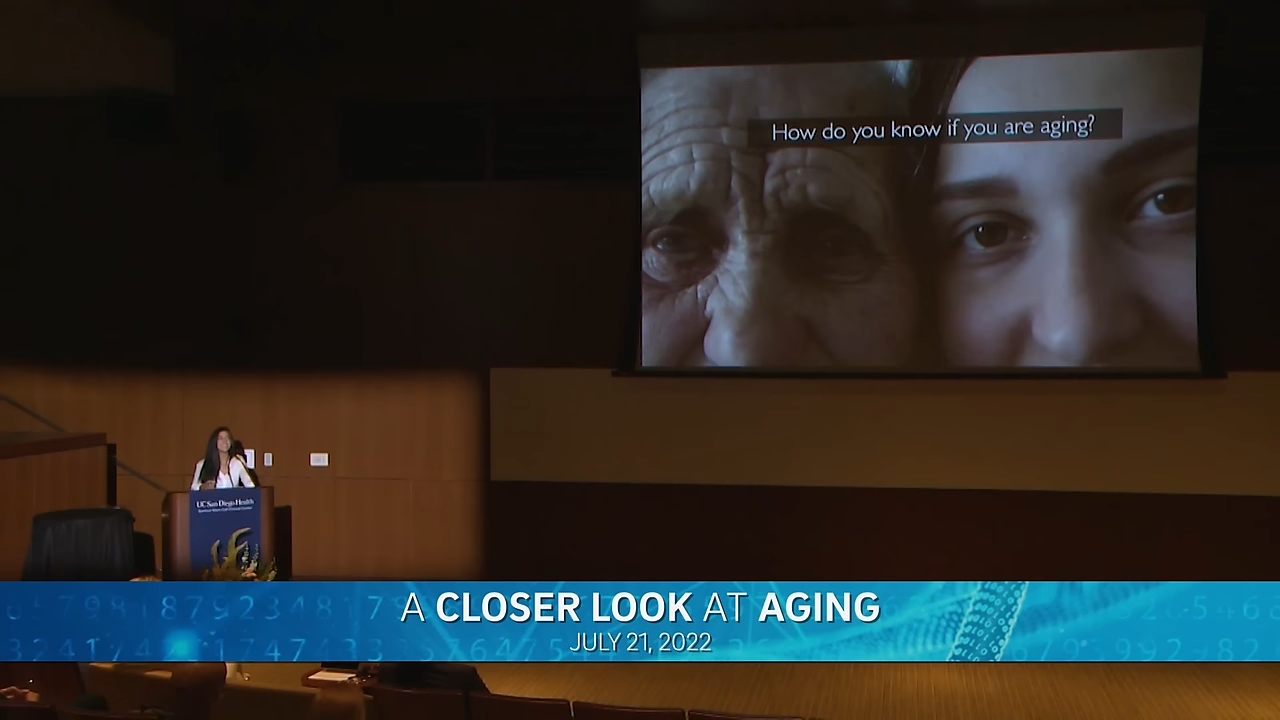 How do you know if you are aging?
UC San Diego Health
A CLOSER LOOK AT AGING
JULY 21, 2022